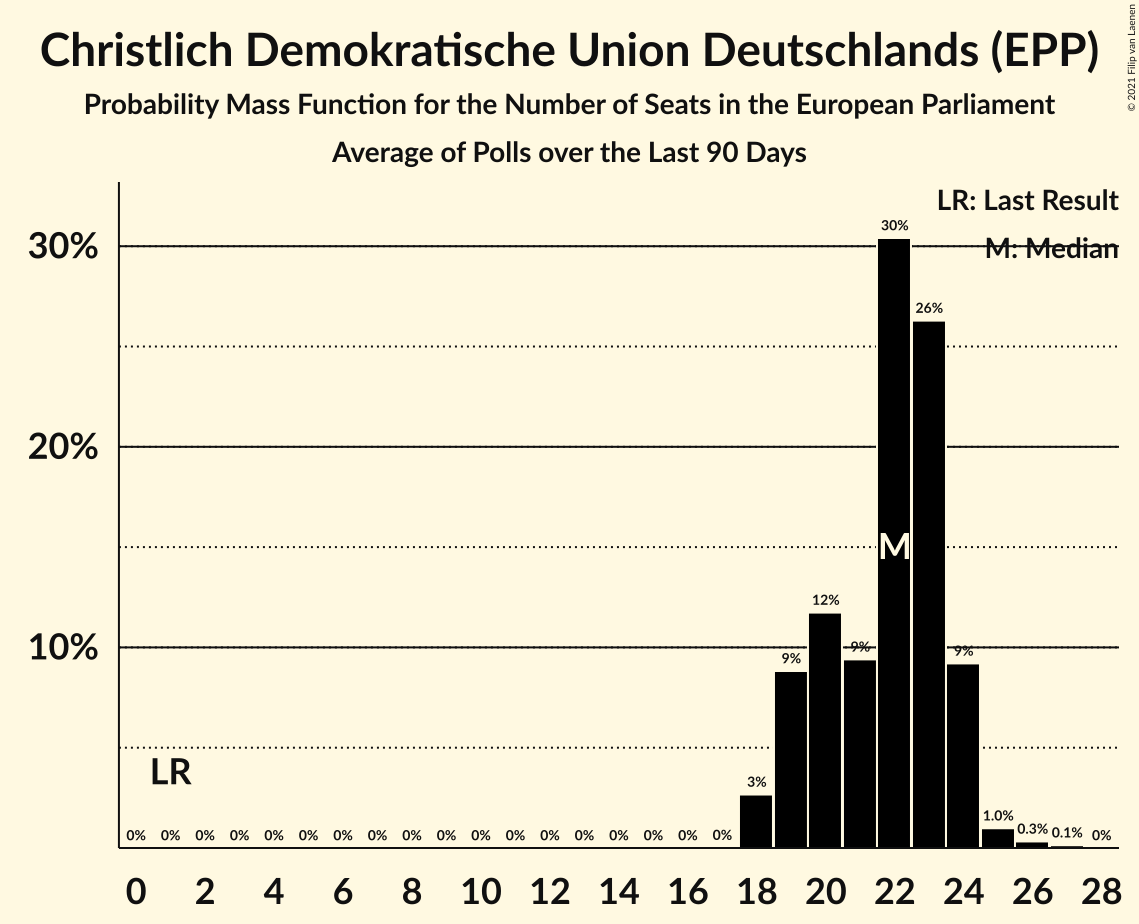 Christlich Demokratische Union Deutschlands (EPP)
Probability Mass Function for the Number of Seats in the European Parliament
Average of Polls over the Last 90 Days
© 2021 Filip van Laenen
LR: Last Result
M: Median
30%
20%
10%
30%
26%
M
12%
9%
9%
9%
LR
3%
0% 0% 0% 0% 0% 0% 0% 0% 0% 0% 0% 0% 0% 0% 0% 0% 0% 0% 1.0% 0.3% 0.1% 0%
0 2 4 6 8 10 12 14 16 18 20 22 24 26 28